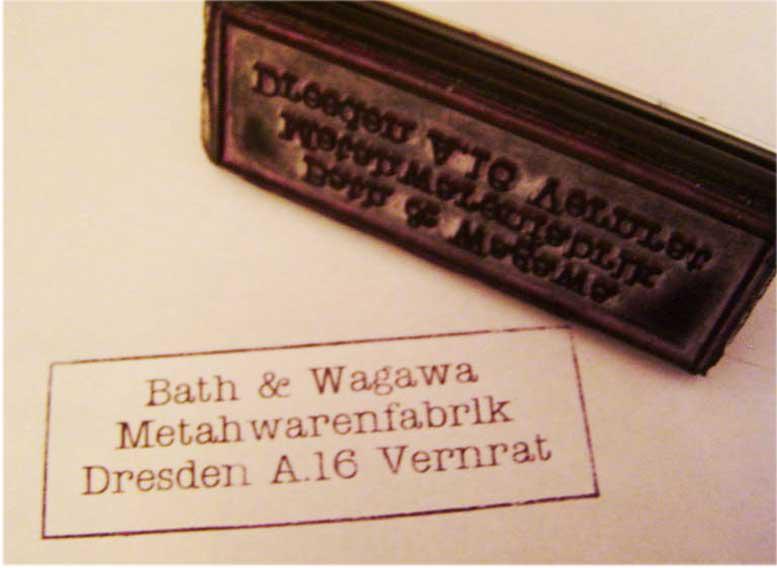 Bath & Wagawa
Metahwarenfabrlk
Dresden A.16 Vernrat